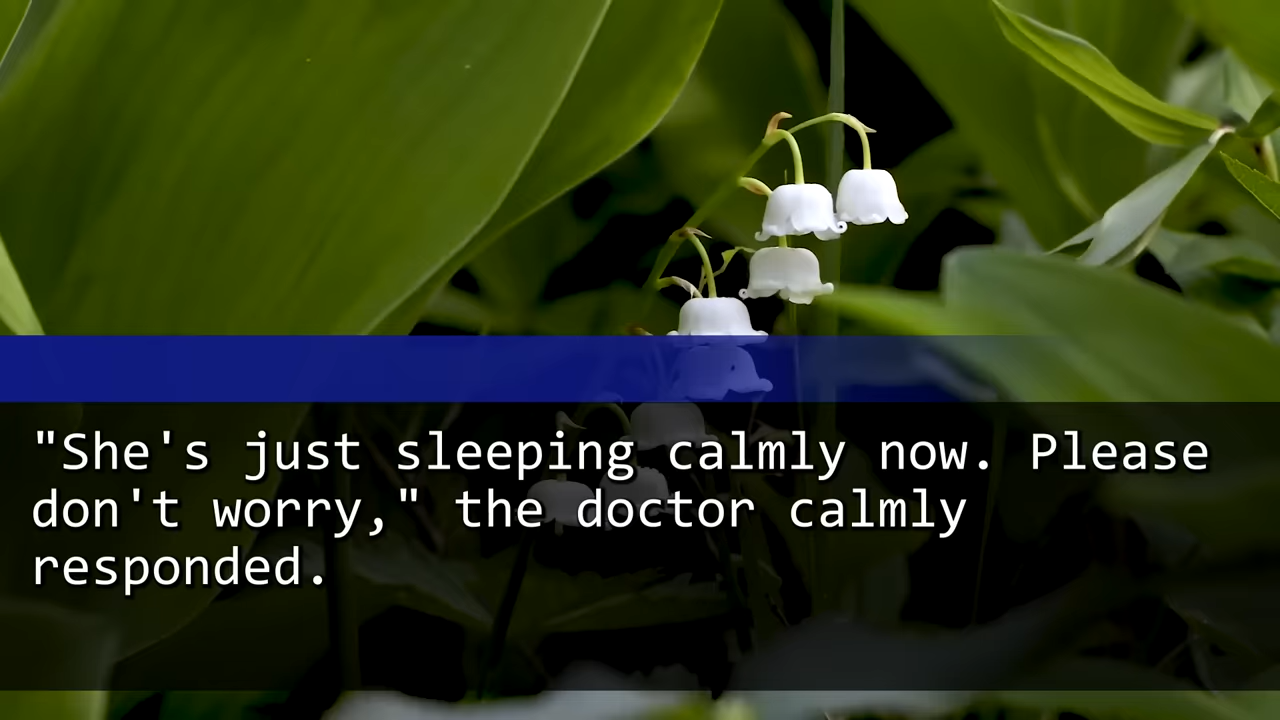 "She's just sleeping calmly now. Please
don't worry," the doctor calmly
responded.